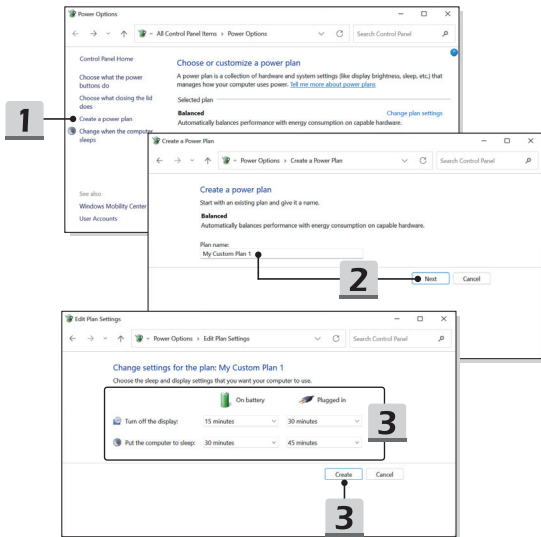 Power Options
All Control Panel Items › Power Options
Search Control Panel
Control Panel Home
Choose what the power
buttons do
Choose what closing the lid
does
Create a power plan
Change when the computer
sleeps
See also
Windows Mobility Center
User Accounts
Choose or customize a power plan
A power plan is a collection of hardware and system settings (like display brightness, sleep, etc.) that
manages how your computer uses power. Tell me more about power plans
Selected plan
Balanced
Change plan settings
Automatically balances performance with energy consumption on capable hardware.
1
Create a Power Plan
Power Options › Create a Power Plan
Search Control Panel
Create a power plan
Start with an existing plan and give it a name.
Balanced
Automatically balances performance with energy consumption on capable hardware.
Plan name:
My Custom Plan 1
2
Next
Cancel
Edit Plan Settings
Power Options › Edit Plan Settings
Search Control Panel
Change settings for the plan: My Custom Plan 1
Choose the sleep and display settings that you want your computer to use.
On battery
Plugged in
Turn off the display:
15 minutes
30 minutes
Put the computer to sleep:
30 minutes
45 minutes
3
Create
Cancel
3